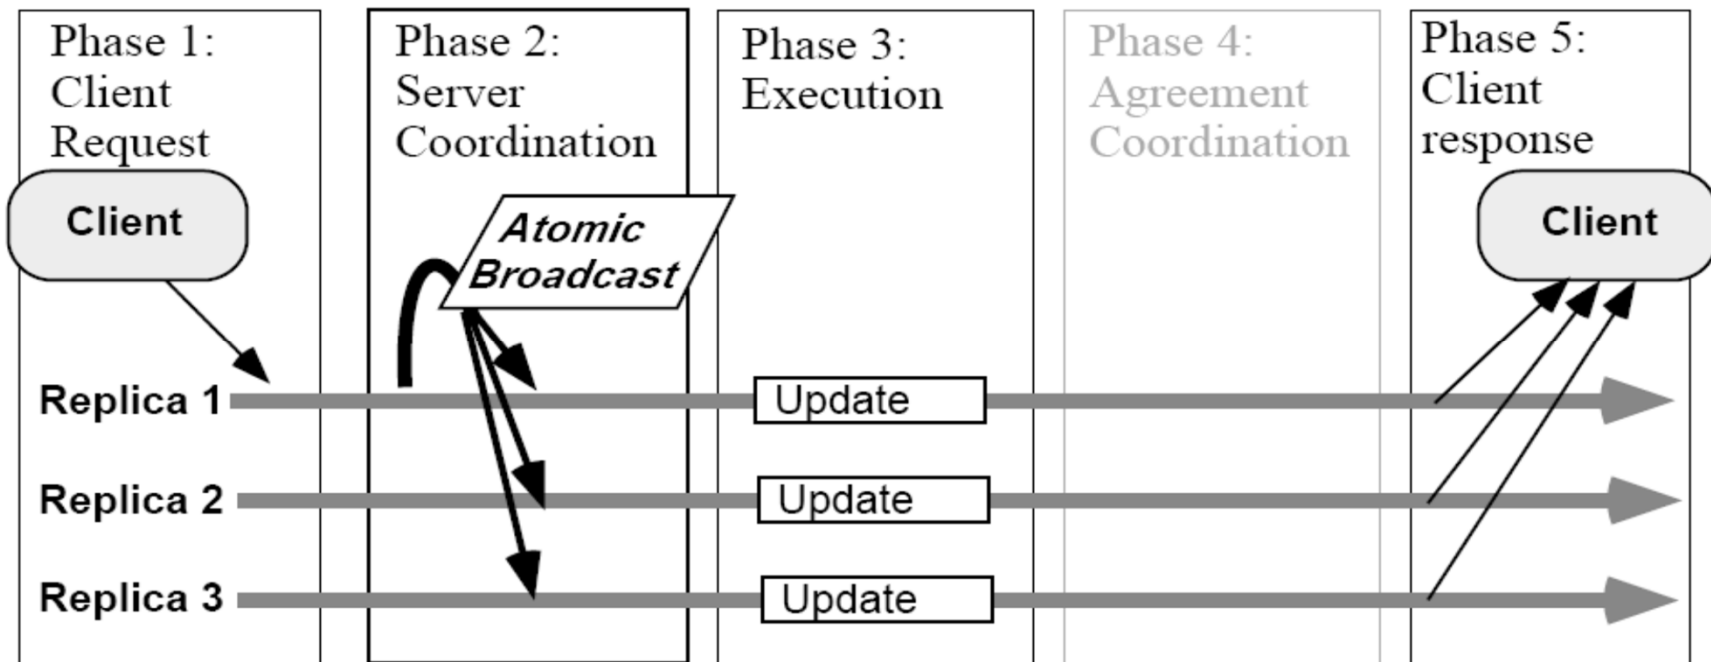 Phase 1:
Client
Request
Phase 2:
Server
Coordination
Phase 3:
Execution
Phase 4:
Agreement
Coordination
Phase 5:
Client
response
Client
Atomic
Broadcast
Client
Replica 1
Update
Replica 2
Update
Replica 3
Update